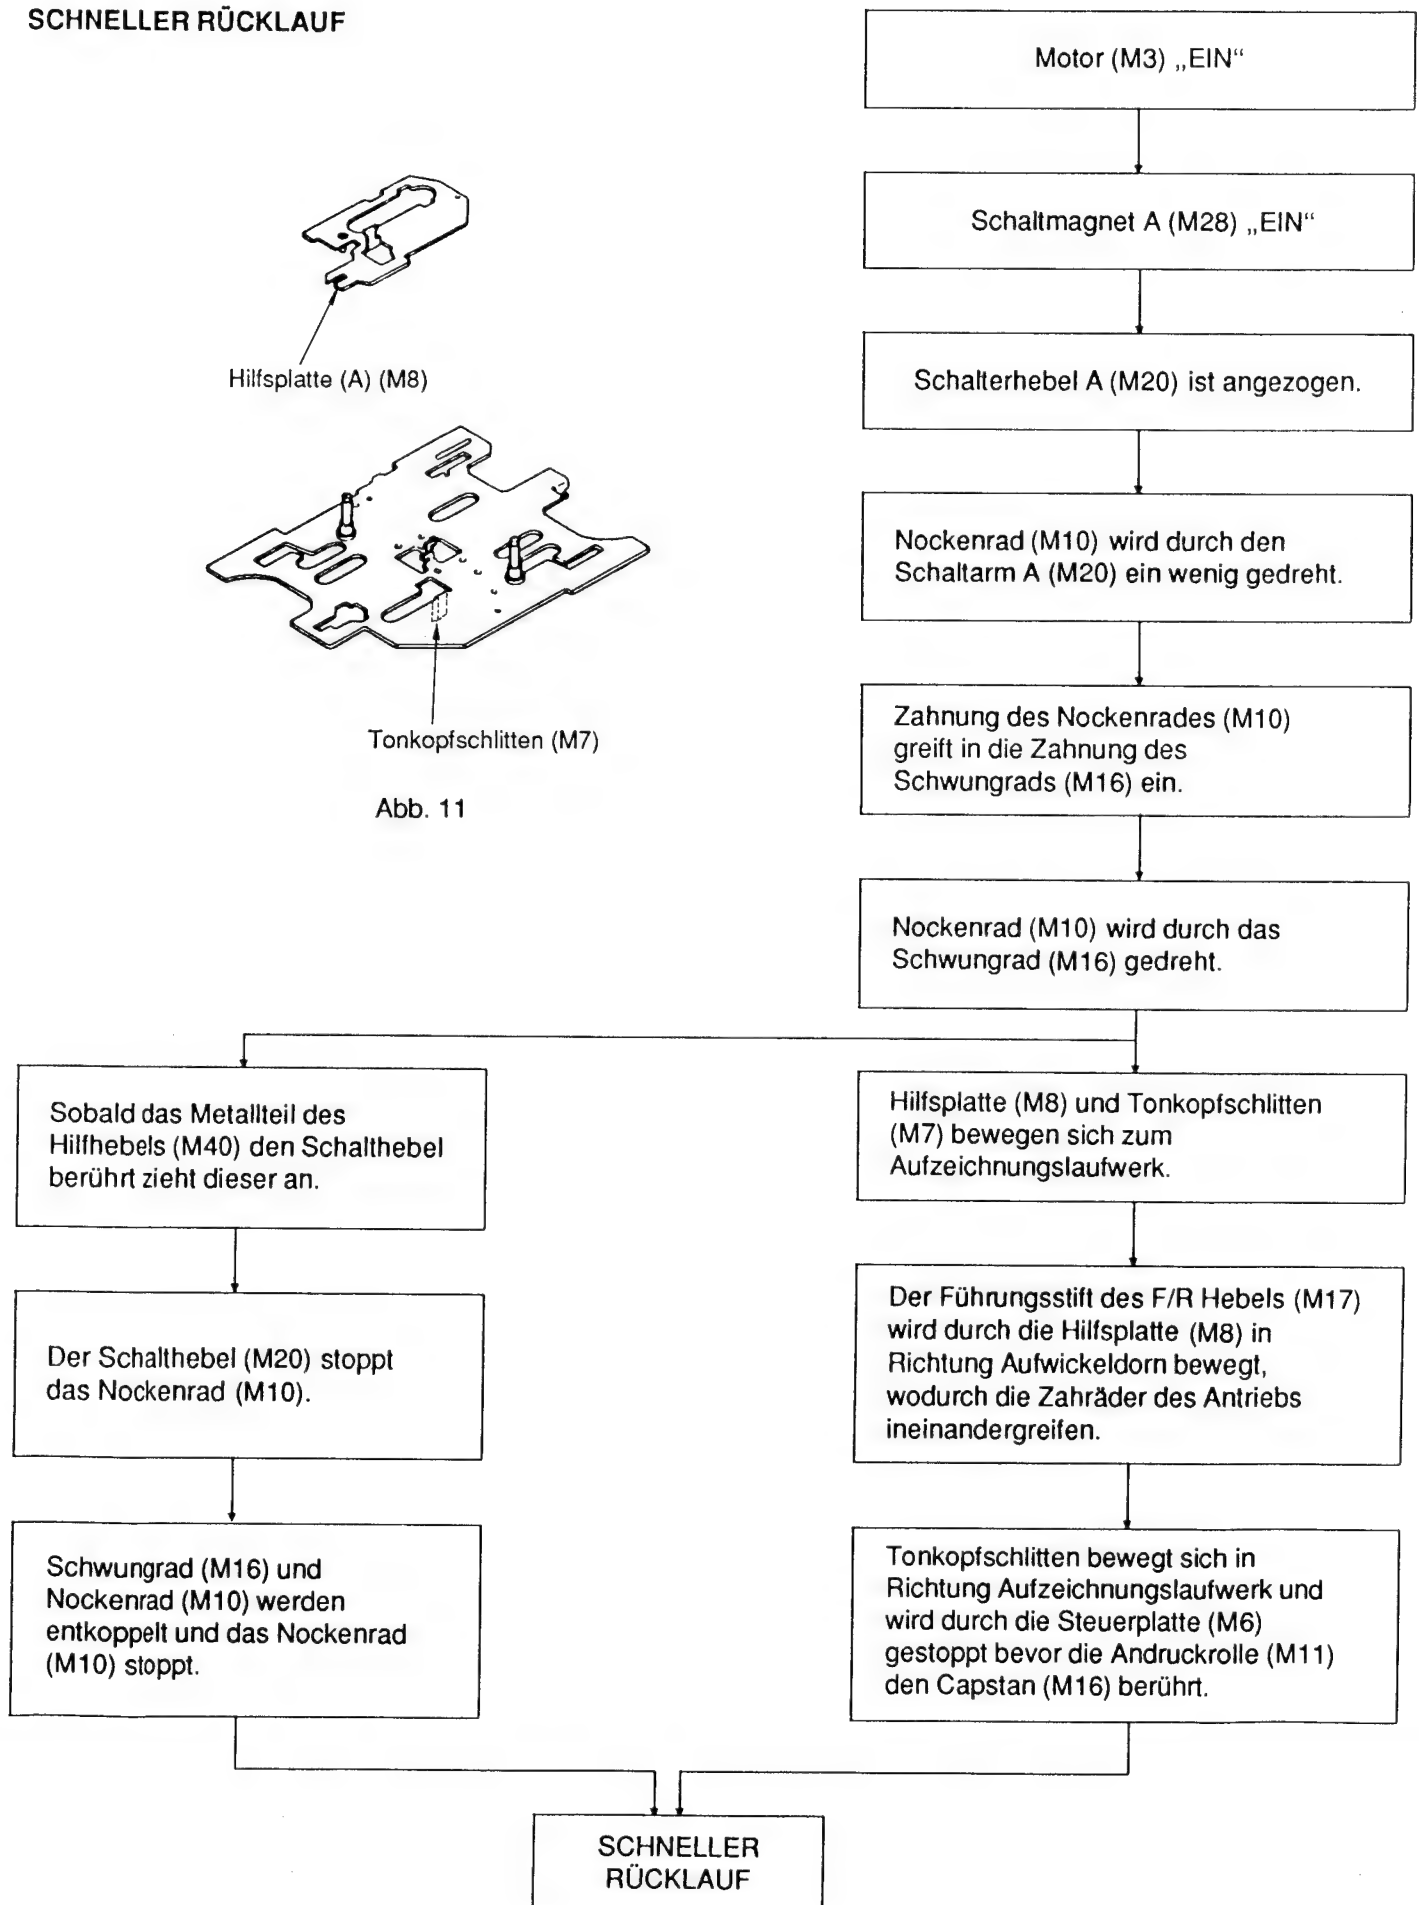 SCHNELLER RÜCKLAUF
Motor (M3) „EIN“
Schaltmagnet A (M28) „EIN“
Schalterhebel A (M20) ist angezogen.
Nockenrad (M10) wird durch den
Schaltarm A (M20) ein wenig gedreht.
Zahnung des Nockenrades (M10)
greift in die Zahnung des
Schwungrads (M16) ein.
Nockenrad (M10) wird durch das
Schwungrad (M16) gedreht.
Hilfsplatte (A) (M8)
Tonkopfschlitten (M7)
Abb. 11
Sobald das Metallteil des
Hilfhebels (M40) den Schalthebel
berührt zieht dieser an.
Der Schalthebel (M20) stoppt
das Nockenrad (M10).
Schwungrad (M16) und
Nockenrad (M10) werden
entkoppelt und das Nockenrad
(M10) stoppt.
Hilfsplatte (M8) und Tonkopfschlitten
(M7) bewegen sich zum
Aufzeichnungslaufwerk.
Der Führungsstift des F/R Hebels (M17)
wird durch die Hilfsplatte (M8) in
Richtung Aufwickeldorn bewegt,
wodurch die Zahräder des Antriebs
ineinandergreifen.
Tonkopfschlitten bewegt sich in
Richtung Aufzeichnungslaufwerk und
wird durch die Steuerplatte (M6)
gestoppt bevor die Andruckrolle (M11)
den Capstan (M16) berührt.
SCHNELLER
RÜCKLAUF